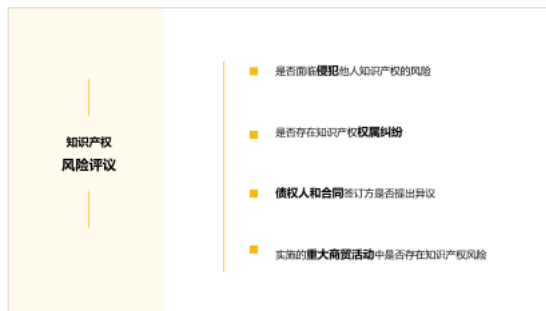 知识产权
风险评议
是否面临侵犯他人知识产权的风险
是否存在知识产权权属纠纷
债权人和合同签订方是否提出异议
实施的重大商贸活动中是否存在知识产权风险